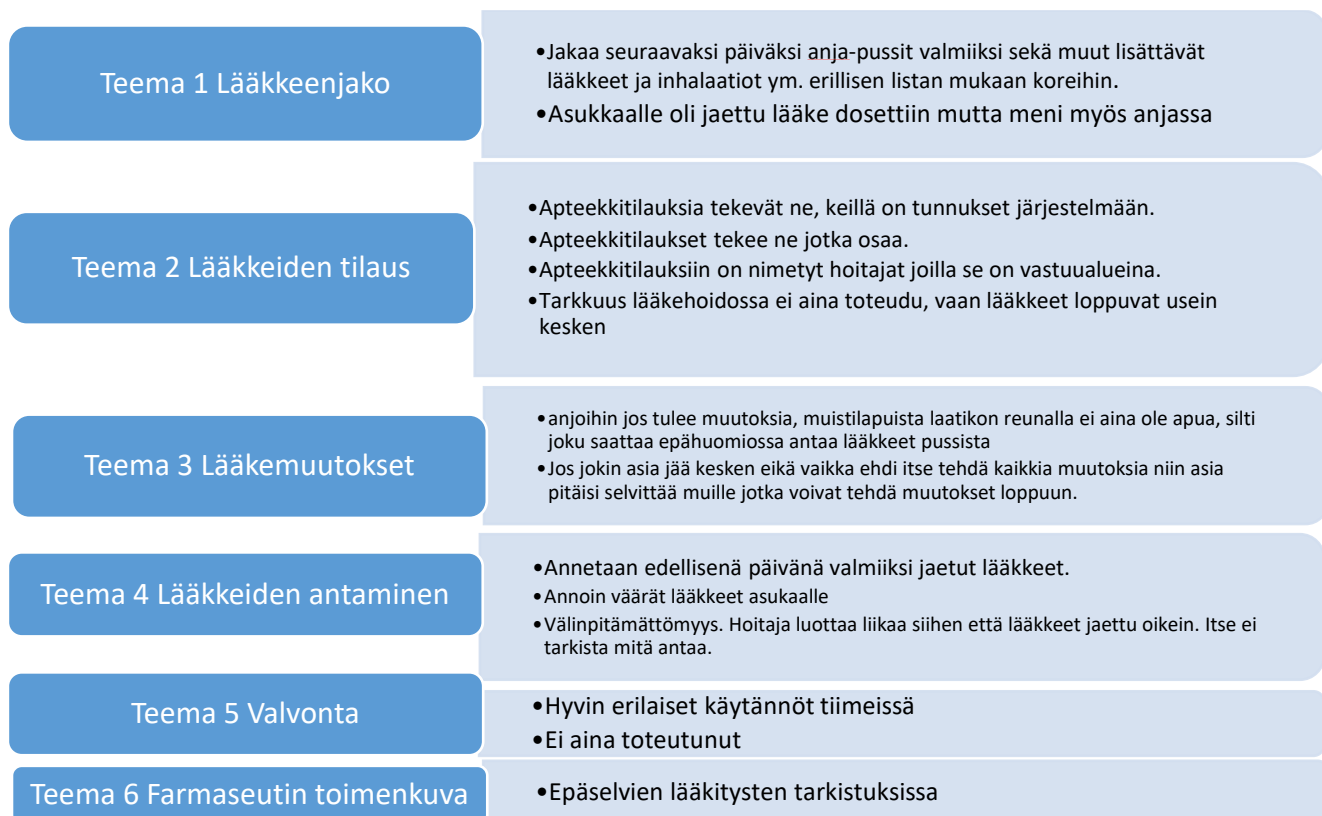 Teema 1 Lääkkeenjako
•Jakaa seuraavaksi päiväksi anja-pussit valmiiksi sekä muut lisättävät
lääkkeet ja inhalaatiot ym. erillisen listan mukaan koreihin.
•Asukkaalle oli jaettu lääke dosettiin mutta meni myös anjassa
Teema 2 Lääkkeiden tilaus
•Apteekkitilauksia tekevät ne, keillä on tunnukset järjestelmään.
•Apteekkitilaukset tekee ne jotka osaa.
•Apteekkitilauksiin on nimetyt hoitajat joilla se on vastuualueina.
•Tarkkuus lääkehoidossa ei aina toteudu, vaan lääkkeet loppuvat usein
kesken
Teema 3 Lääkemuutokset
•anjoihin jos tulee muutoksia, muistilapuista laatikon reunalla ei aina ole apua, silti
joku saattaa epähuomiossa antaa lääkkeet pussista
•Jos jokin asia jää kesken eikä vaikka ehdi itse tehdä kaikkia muutoksia niin asia
pitäisi selvittää muille jotka voivat tehdä muutokset loppuun.
Teema 4 Lääkkeiden antaminen
•Annetaan edellisenä päivänä valmiiksi jaetut lääkkeet.
•Annoin väärät lääkkeet asukaalle
•Välinpitämättömyys. Hoitaja luottaa liikaa siihen että lääkkeet jaettu oikein. Itse ei
tarkista mitä antaa.
Teema 5 Valvonta
•Hyvin erilaiset käytännöt tiimeissä
•Ei aina toteutunut
Teema 6 Farmaseutin toimenkuva
•Epäselvien lääkitysten tarkistuksissa